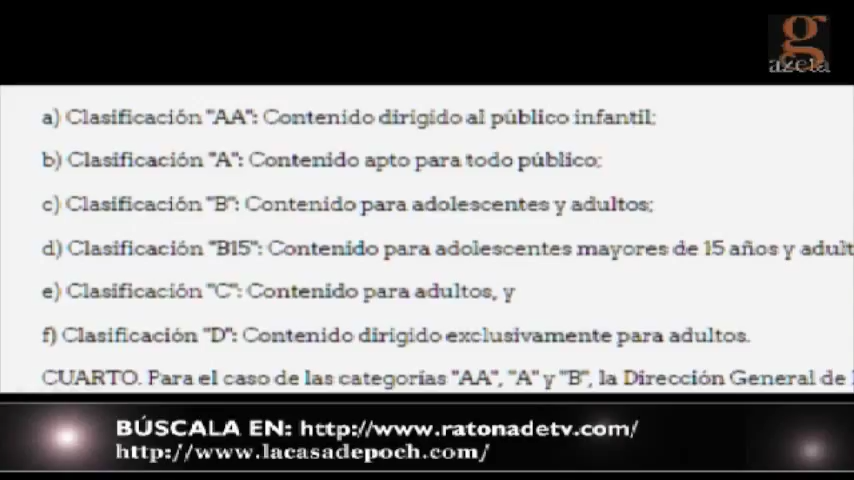 g
azeta
a) Clasificación "AA": Contenido dirigido al público infantil;
b) Clasificación "A": Contenido apto para todo público;
c) Clasificación "B": Contenido para adolescentes y adultos;
d) Clasificación "B15": Contenido para adolescentes mayores de 15 años y adult
e) Clasificación "C": Contenido para adultos, y
f) Clasificación "D": Contenido dirigido exclusivamente para adultos.
CUARTO. Para el caso de las categorías "AA", "A" y "B", la Dirección General de
BÚSCALA EN: http://www.ratonadetv.com/
http://www.lacasadepoch.com/